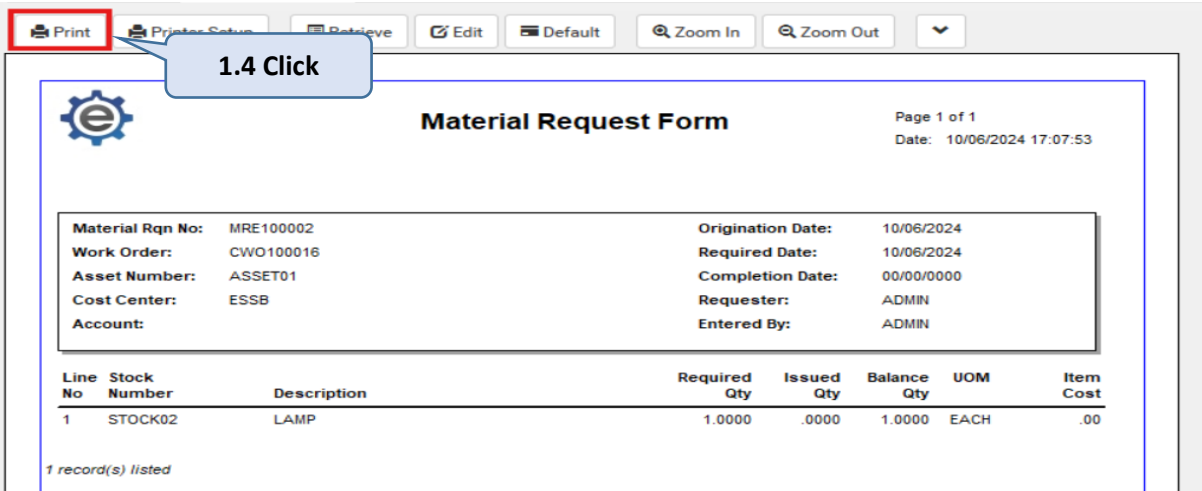 Print Printer Setup Retrieve Edit Default Zoom In Zoom Out
1.4 Click
e
Material Request Form
Page 1 of 1
Date: 10/06/2024 17:07:53
Material Rqn No: MRE100002 Origination Date: 10/06/2024
Work Order: CWO100016 Required Date: 10/06/2024
Asset Number: ASSET01 Completion Date: 00/00/0000
Cost Center: ESSB Requester: ADMIN
Account: Entered By: ADMIN
Line Stock Required Issued Balance UOM Item
No Number Description Qty Qty Qty Cost
1 STOCK02 LAMP 1.0000 .0000 1.0000 EACH .00
1 record(s) listed